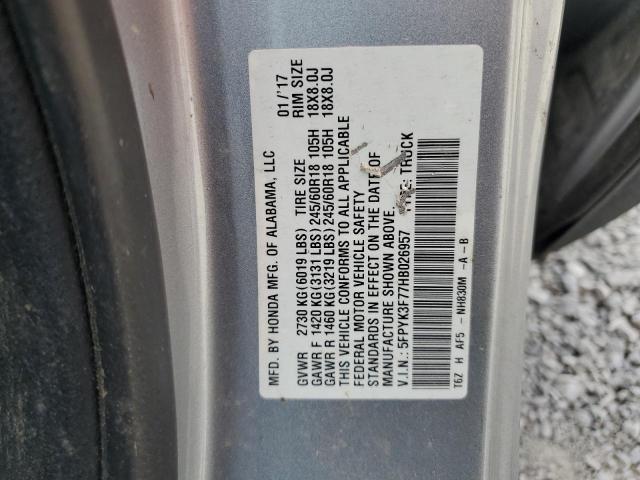 MFD. BY HONDA MFG. OF ALABAMA, LLC 01/'17
GVWR 2730 KG(6019 LBS) TIRE SIZE RIM SIZE
GAWR F 1420 KG(3131 LBS) 245/60R18 105H 18X8.0J
GAWR R 1460 KG(3219 LBS) 245/60R18 105H 18X8.0J
THIS VEHICLE CONFORMS TO ALL APPLICABLE
FEDERAL MOTOR VEHICLE SAFETY
STANDARDS IN EFFECT ON THE DATE OF
MANUFACTURE SHOWN ABOVE.
V.I.N.: 5FPYK3F77HB026957 TYPE: TRUCK
T6Z H AF5 - NH830M -A -B